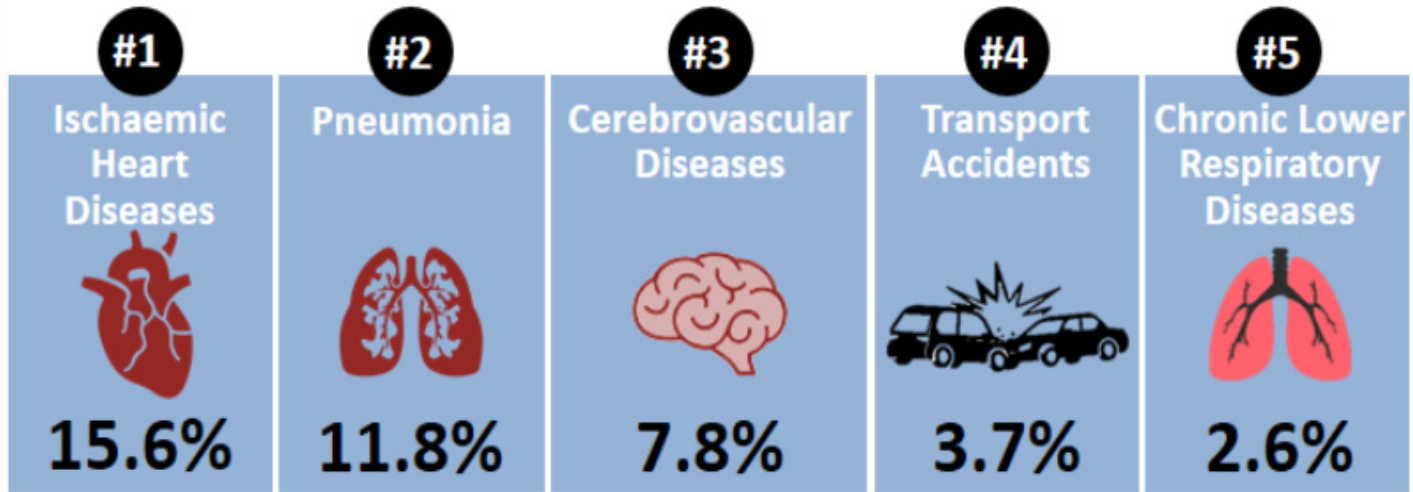 #1
Ischaemic
Heart
Diseases
15.6%
#2
Pneumonia
11.8%
#3
Cerebrovascular
Diseases
7.8%
#4
Transport
Accidents
3.7%
#5
Chronic Lower
Respiratory
Diseases
2.6%